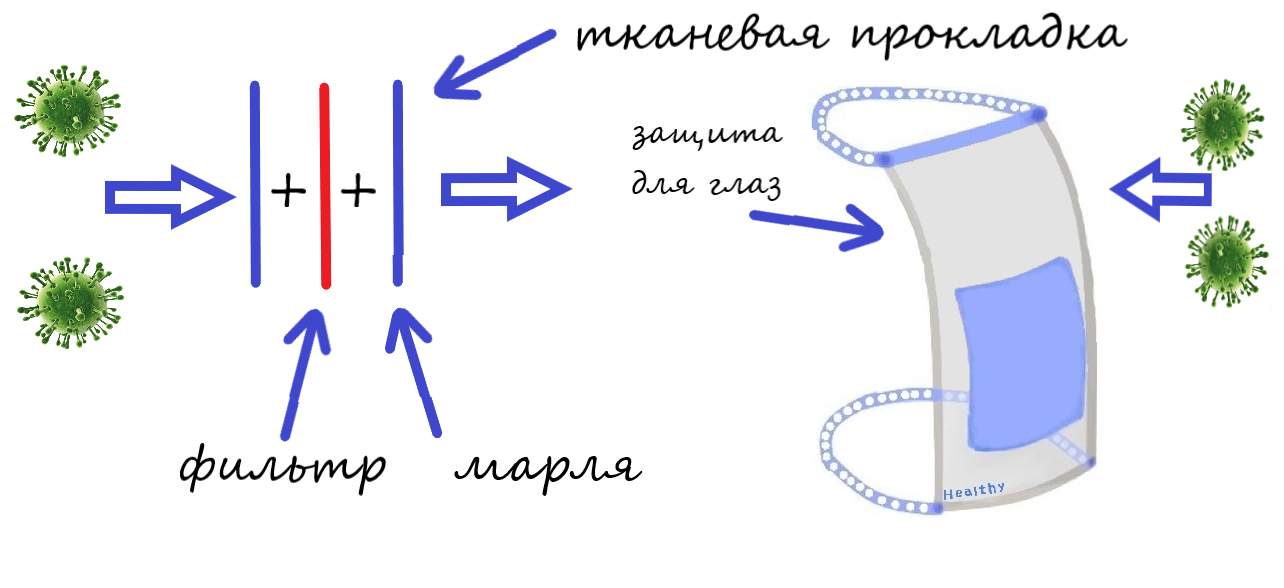 тканевая прокладка
защита
для глаз
фильтр
марля
Healthy